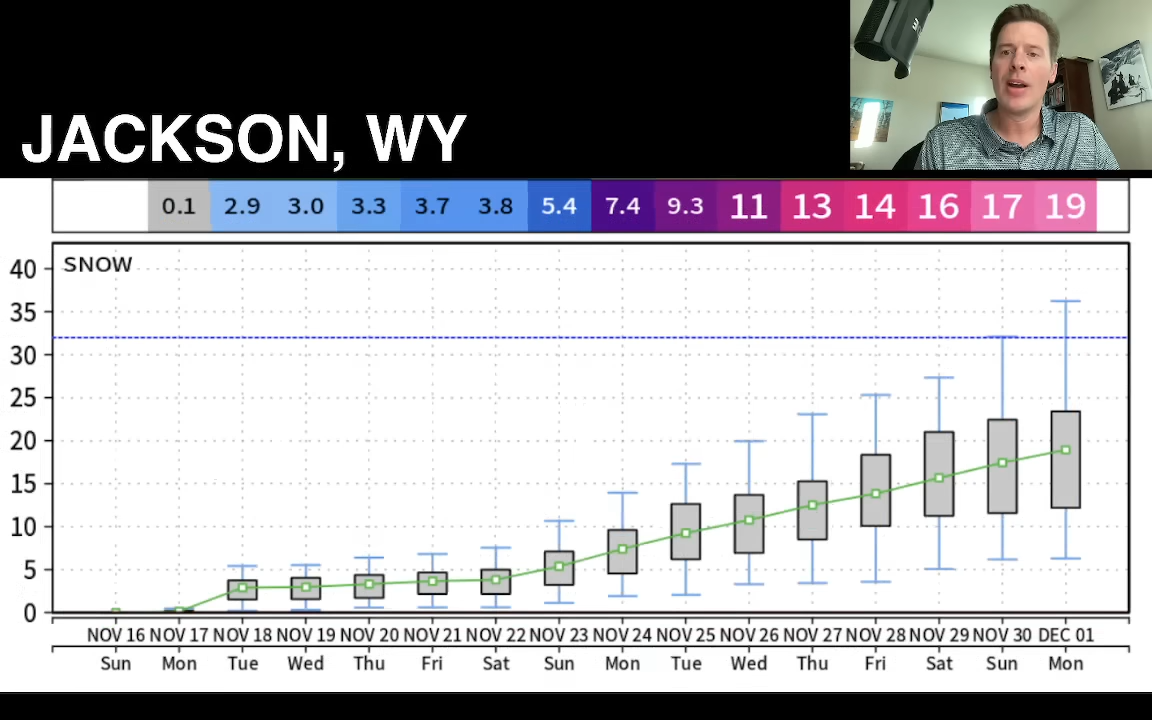 JACKSON, WY
0.1 2.9 3.0 3.3 3.7 3.8 5.4 7.4 9.3 11 13 14 16 17 19
SNOW
40
35
30
25
20
15
10
5
0
NOV 16 NOV 17 NOV 18 NOV 19 NOV 20 NOV 21 NOV 22 NOV 23 NOV 24 NOV 25 NOV 26 NOV 27 NOV 28 NOV 29 NOV 30 DEC 01
Sun Mon Tue Wed Thu Fri Sat Sun Mon Tue Wed Thu Fri Sat Sun Mon